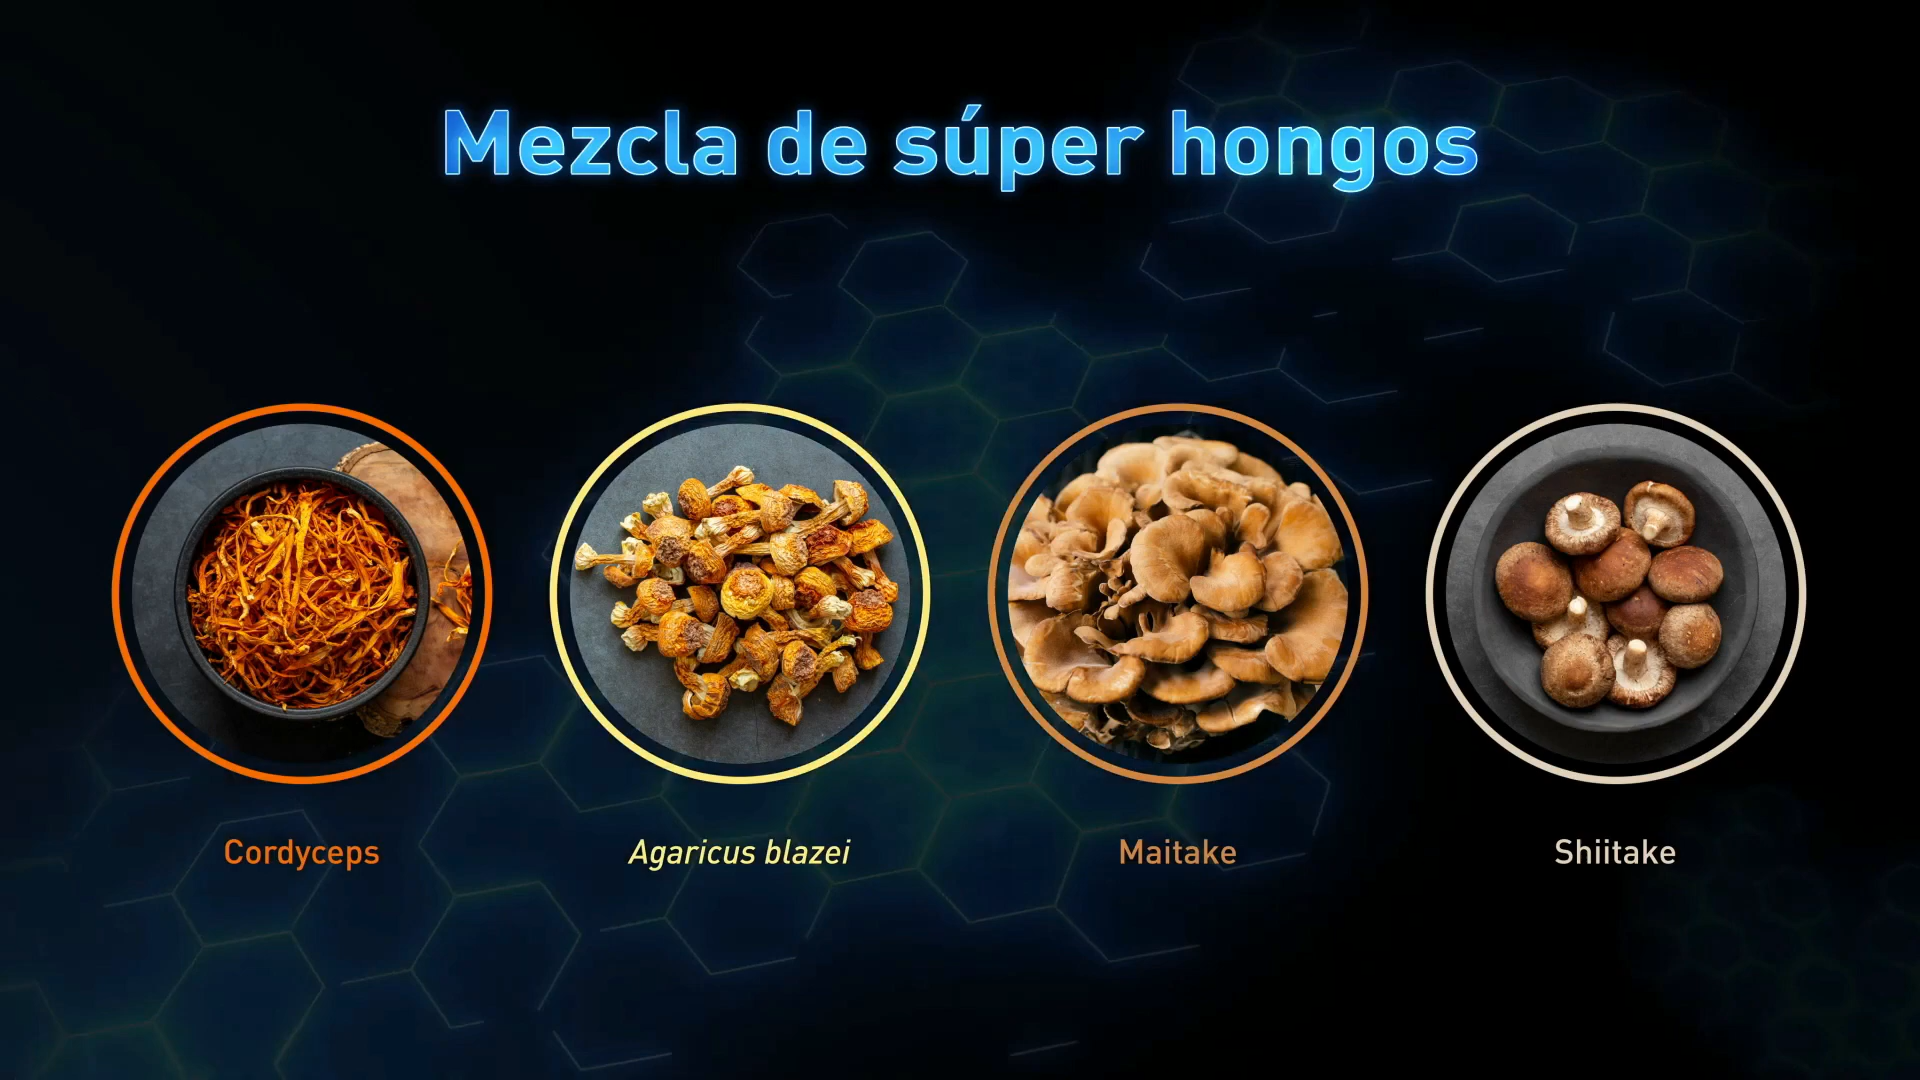 Mezcla de súper hongos
Cordyceps
Agaricus blazei
Maitake
Shiitake